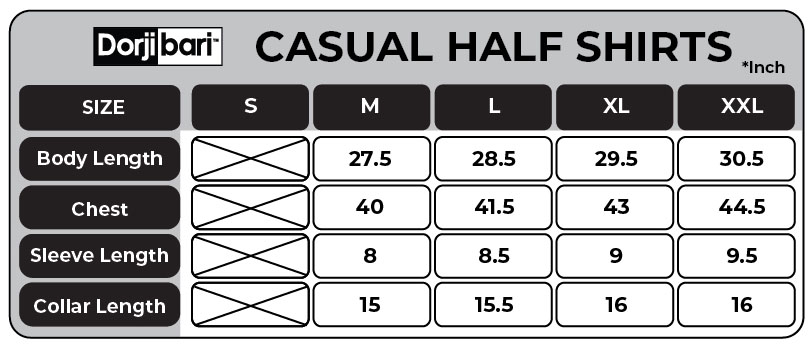 Dorjibari™ CASUAL HALF SHIRTS *Inch
SIZE S M L XL XXL
Body Length 27.5 28.5 29.5 30.5
Chest 40 41.5 43 44.5
Sleeve Length 8 8.5 9 9.5
Collar Length 15 15.5 16 16